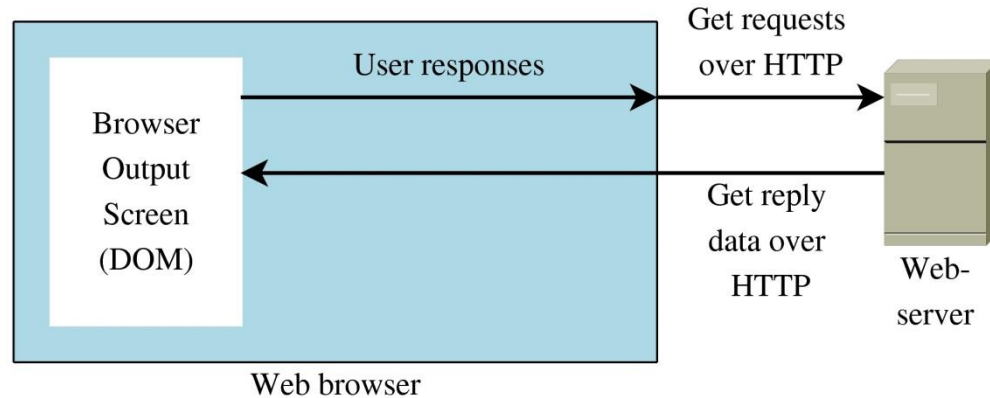 Browser
Output
Screen
(DOM)
User responses
Get requests
over HTTP
Get reply
data over
HTTP
Web-
server
Web browser